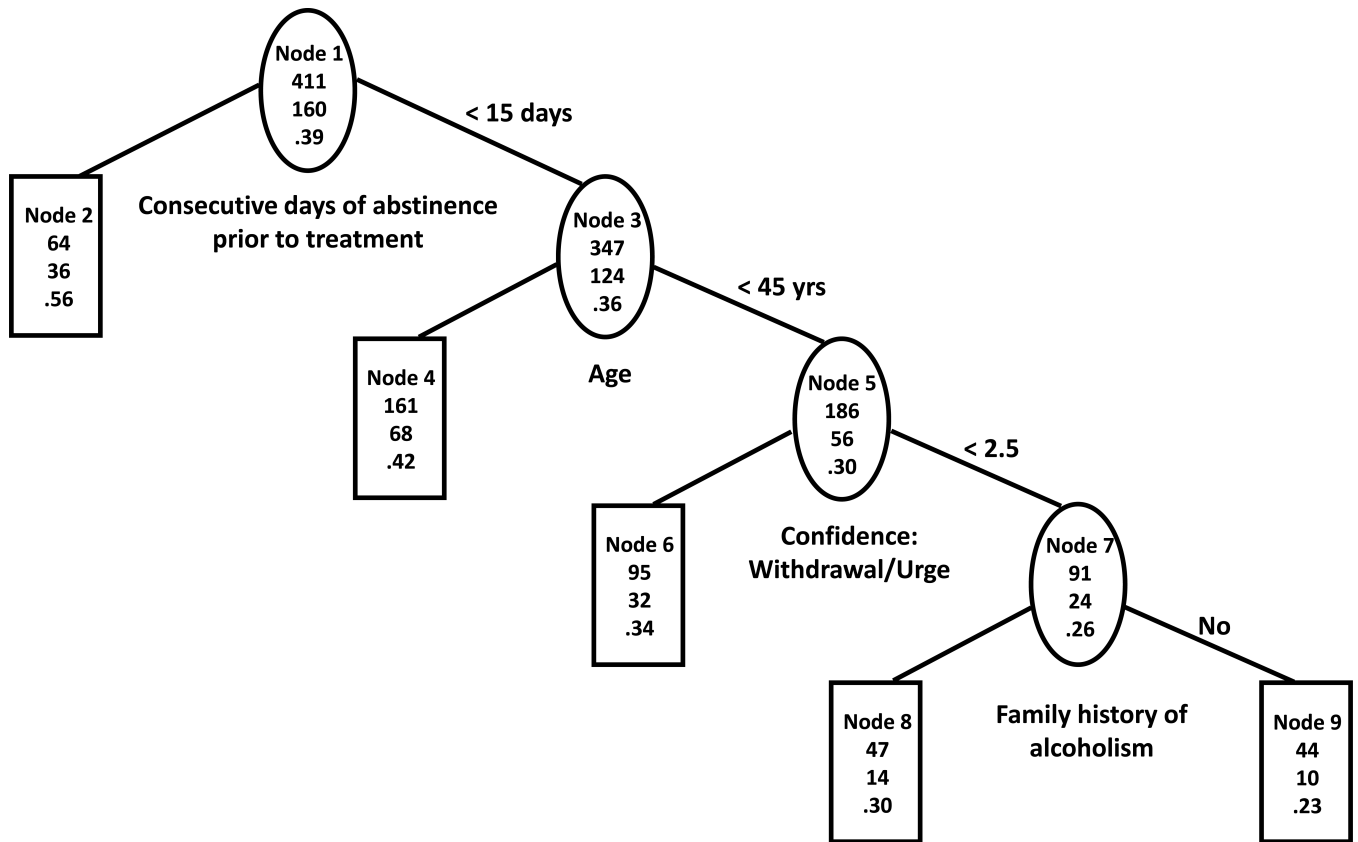 Node 1
411
160
.39
< 15 days
Consecutive days of abstinence
prior to treatment
Node 2
64
36
.56
Node 3
347
124
.36
< 45 yrs
Age
Node 4
161
68
.42
Node 5
186
56
.30
< 2.5
Confidence:
Withdrawal/Urge
Node 6
95
32
.34
Node 7
91
24
.26
No
Family history of
alcoholism
Node 8
47
14
.30
Node 9
44
10
.23